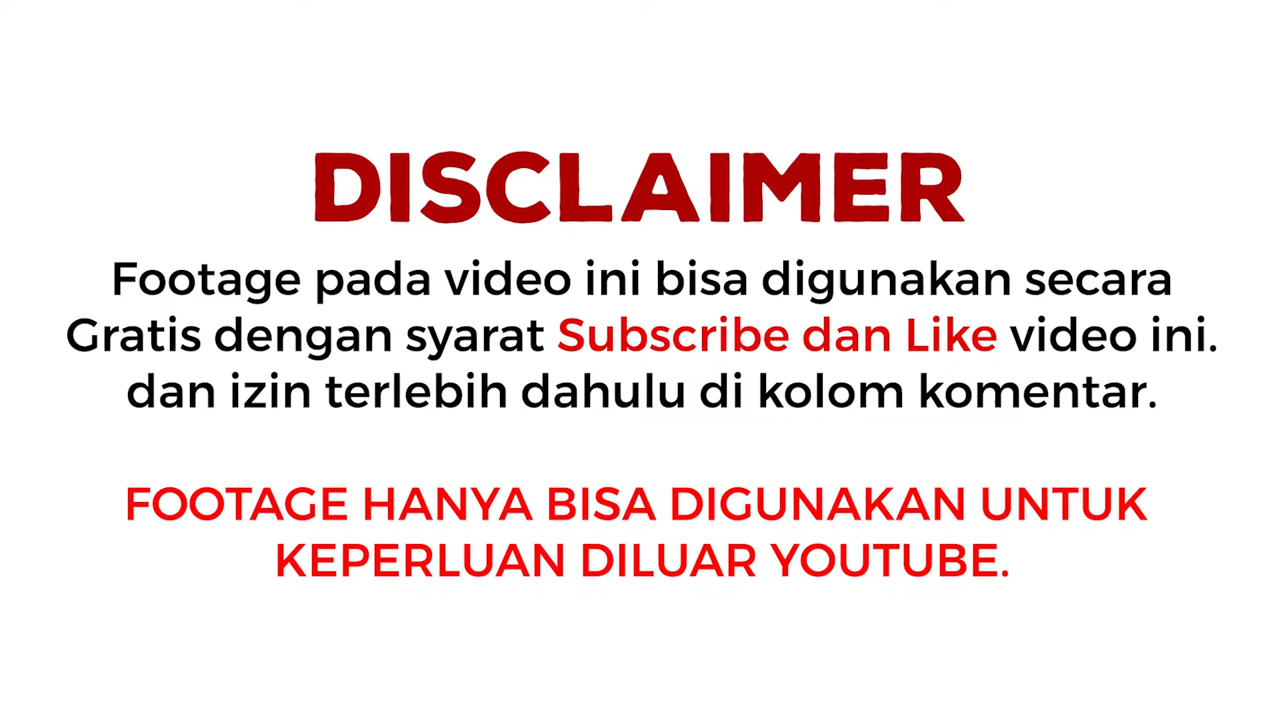 DISCLAIMER
Footage pada video ini bisa digunakan secara
Gratis dengan syarat Subscribe dan Like video ini.
dan izin terlebih dahulu di kolom komentar.
FOOTAGE HANYA BISA DIGUNAKAN UNTUK
KEPERLUAN DILUAR YOUTUBE.